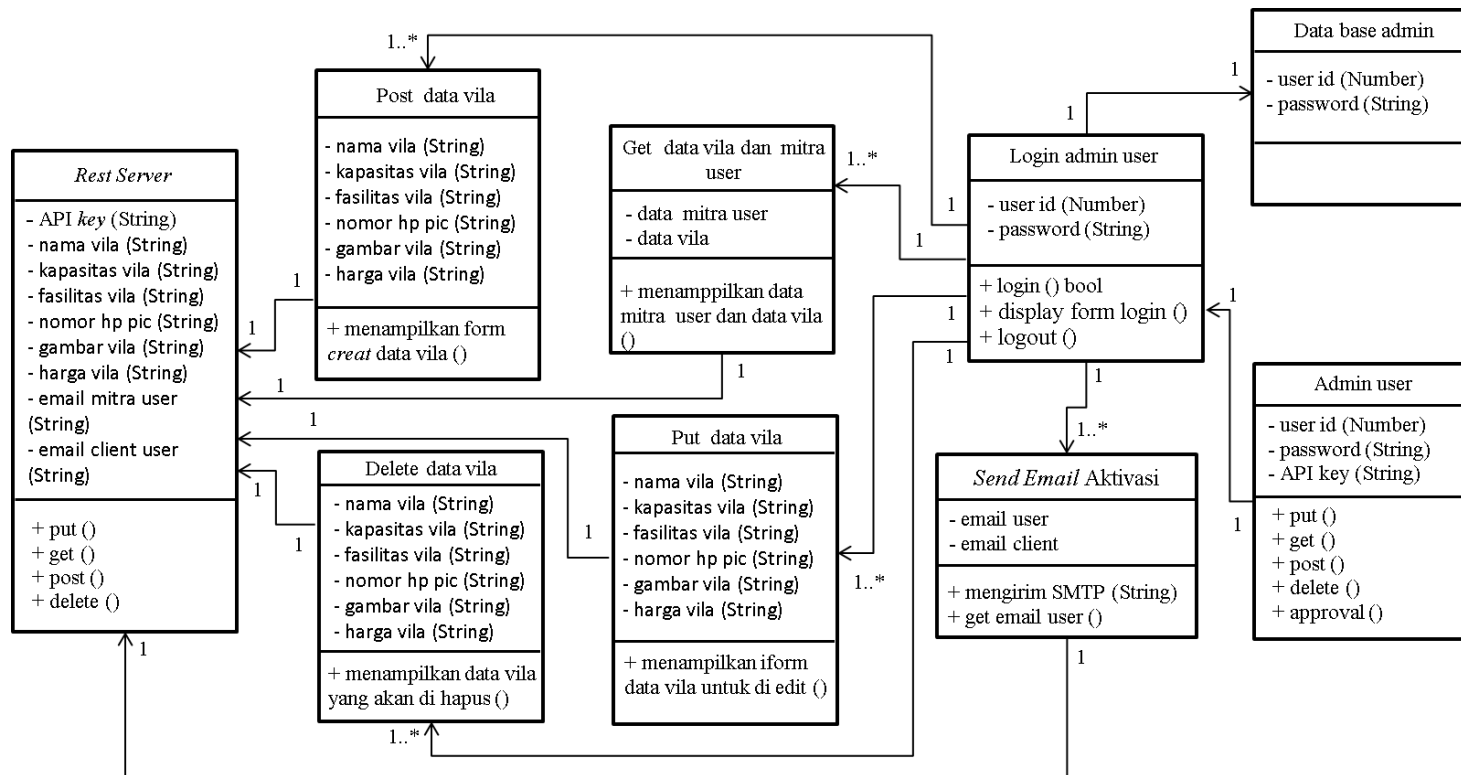 Rest Server
- API key (String)
- nama vila (String)
- kapasitas vila (String)
- fasilitas vila (String)
- nomor hp pic (String)
- gambar vila (String)
- harga vila (String)
- email mitra user
(String)
- email client user
(String)
+ put ()
+ get ()
+ post ()
+ delete ()
1
1
1
1
1
1..*
Post data vila
- nama vila (String)
- kapasitas vila (String)
- fasilitas vila (String)
- nomor hp pic (String)
- gambar vila (String)
- harga vila (String)
+ menampilkan form
creat data vila ()
1
Delete data vila
- nama vila (String)
- kapasitas vila (String)
- fasilitas vila (String)
- nomor hp pic (String)
- gambar vila (String)
- harga vila (String)
+ menampilkan data vila
yang akan di hapus ()
1
1..*
Get data vila dan mitra
user
- data mitra user
- data vila
+ menamppilkan data
mitra user dan data vila
()
1..*
1
Put data vila
- nama vila (String)
- kapasitas vila (String)
- fasilitas vila (String)
- nomor hp pic (String)
- gambar vila (String)
- harga vila (String)
+ menampilkan iform
data vila untuk di edit ()
1
1..*
Login admin user
- user id (Number)
- password (String)
+ login () bool
+ display form login ()
+ logout ()
1
1
1
1
1
1
1..*
Send Email Aktivasi
- email user
- email client
+ mengirim SMTP (String)
+ get email user ()
1
Data base admin
- user id (Number)
- password (String)
1
1
Admin user
- user id (Number)
- password (String)
- API key (String)
+ put ()
+ get ()
+ post ()
+ delete ()
+ approval ()
1